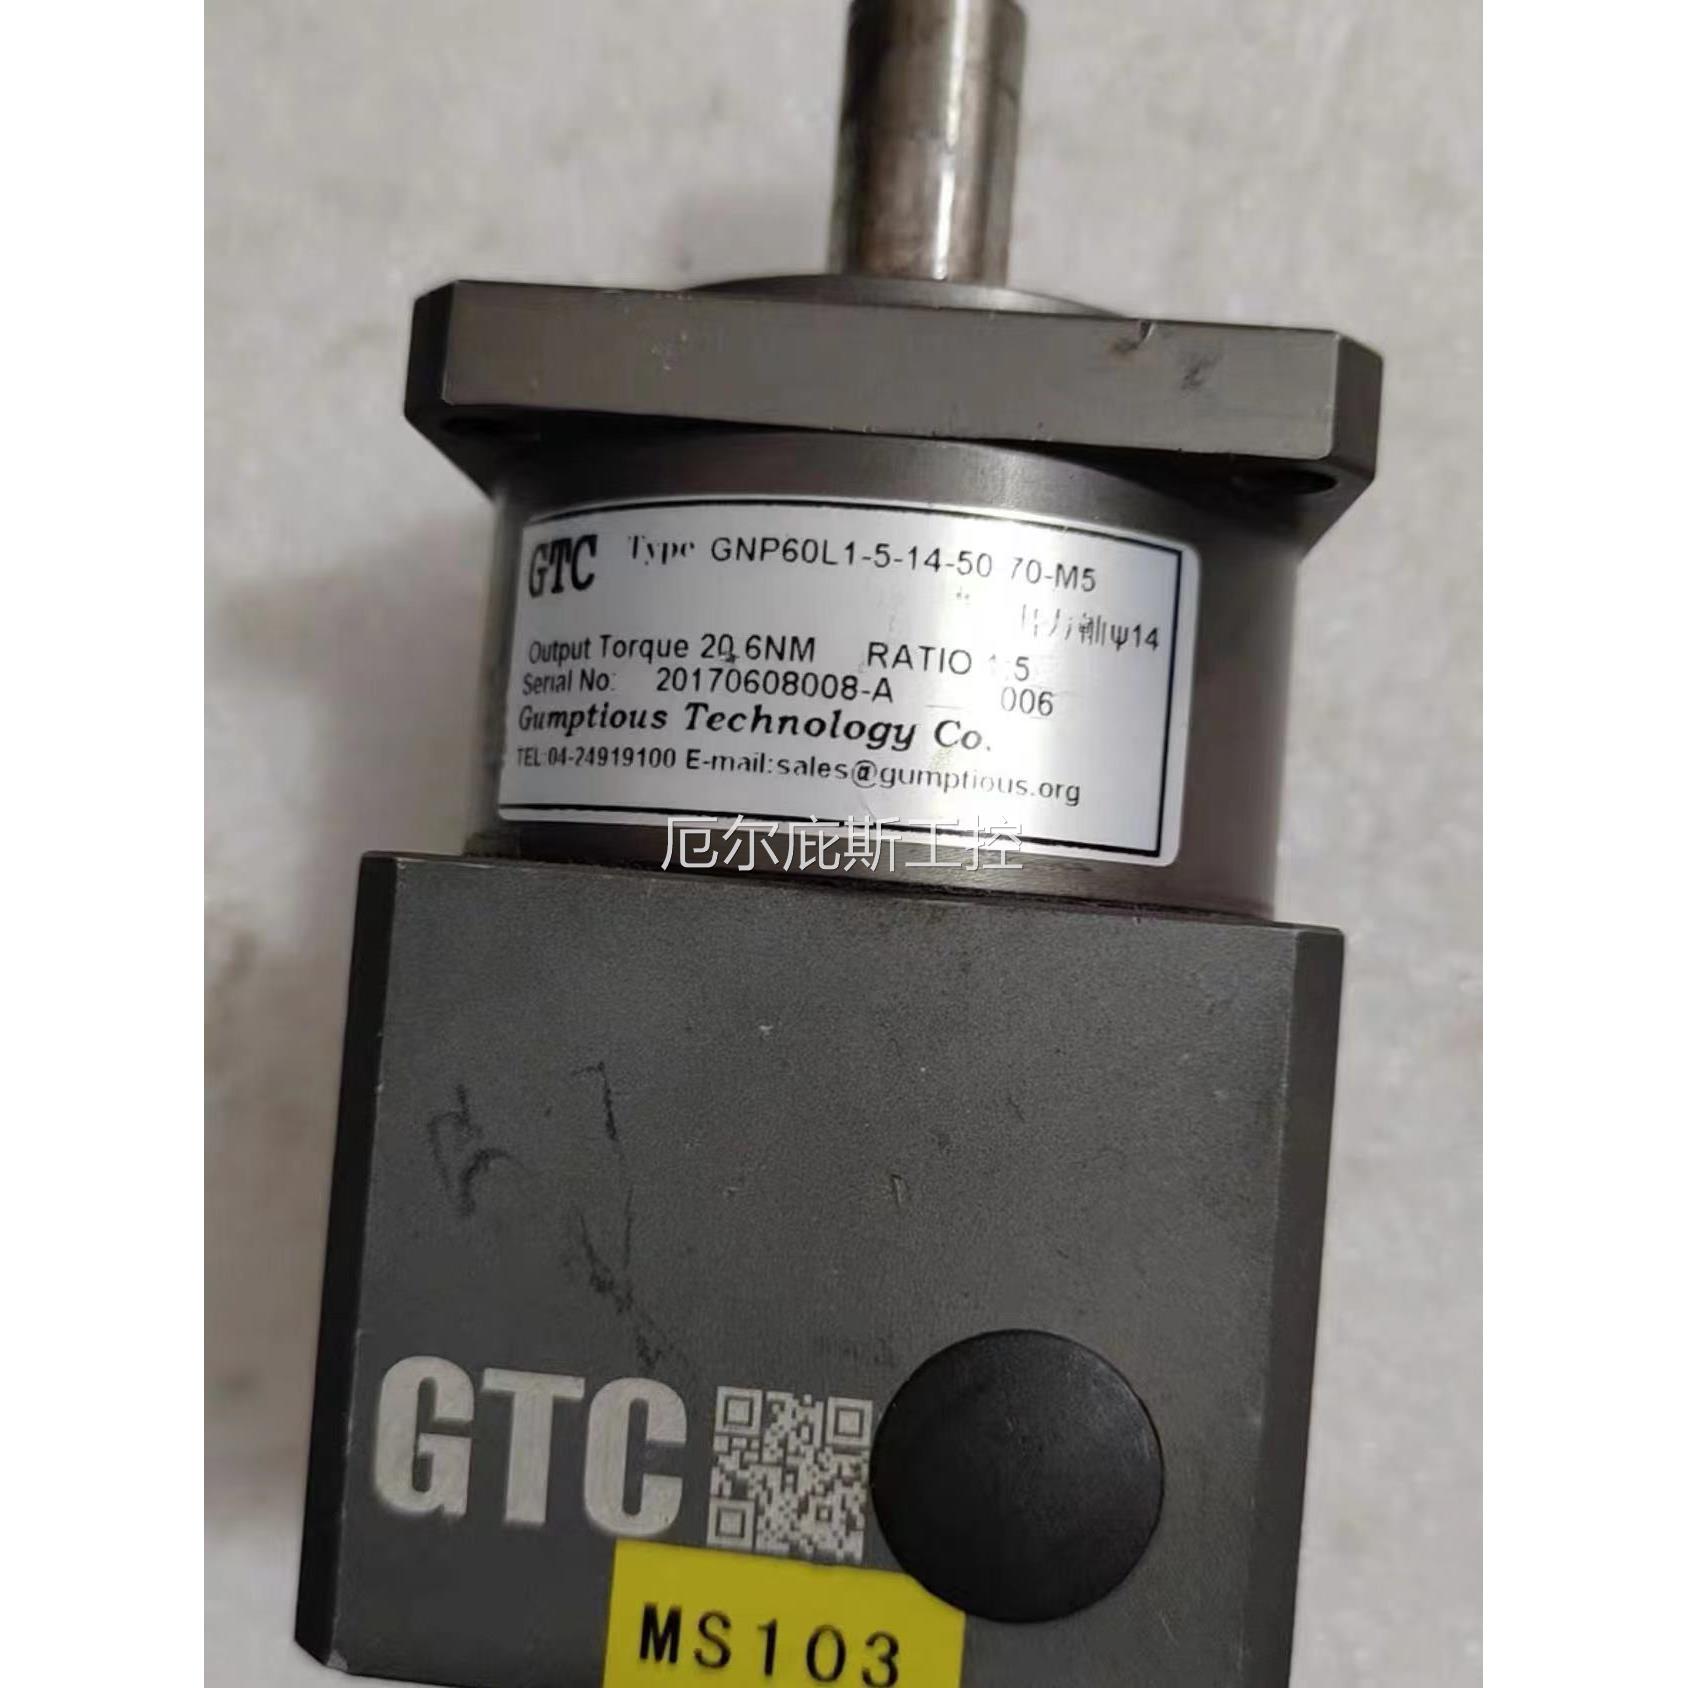 GTC Type GNP60L1-5-14-50 70-M5
ψ14
Output Torque 20.6NM RATIO 1:5
Serial No: 20170608008-A 006
Gumptious Technology Co.
TEL:04-24919100 E-mail:sales@gumptious.org
厄尔庇斯工控
GTC
MS103